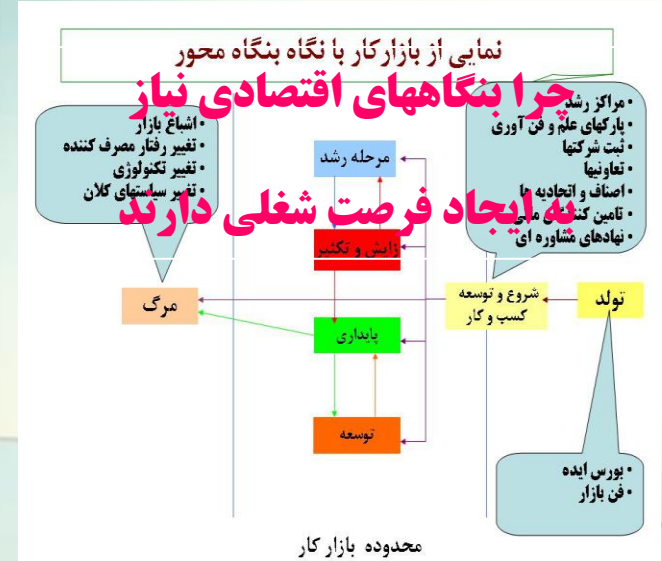 نمایی از بازارکار با نگاه بنگاه محور
چرا بنگاههای اقتصادی نیاز
به ایجاد فرصت شغلی دارند
• مراکز رشد
• پارکهای علم و فن آوری
• ثبت شرکتها
• تعاونیها
• اصناف و اتحادیه ها
• تامین کنندگان مالی
• نهادهای مشاوره ای
• اشباع بازار
• تغییر رفتار مصرف کننده
• تغییر تکنولوژی
• تغییر سیاستهای کلان
مرحله رشد
زایش و تکثیر
تولد
شروع و توسعه
کسب و کار
مرگ
پایداری
توسعه
• بورس ایده
• فن بازار
محدوده بازار کار